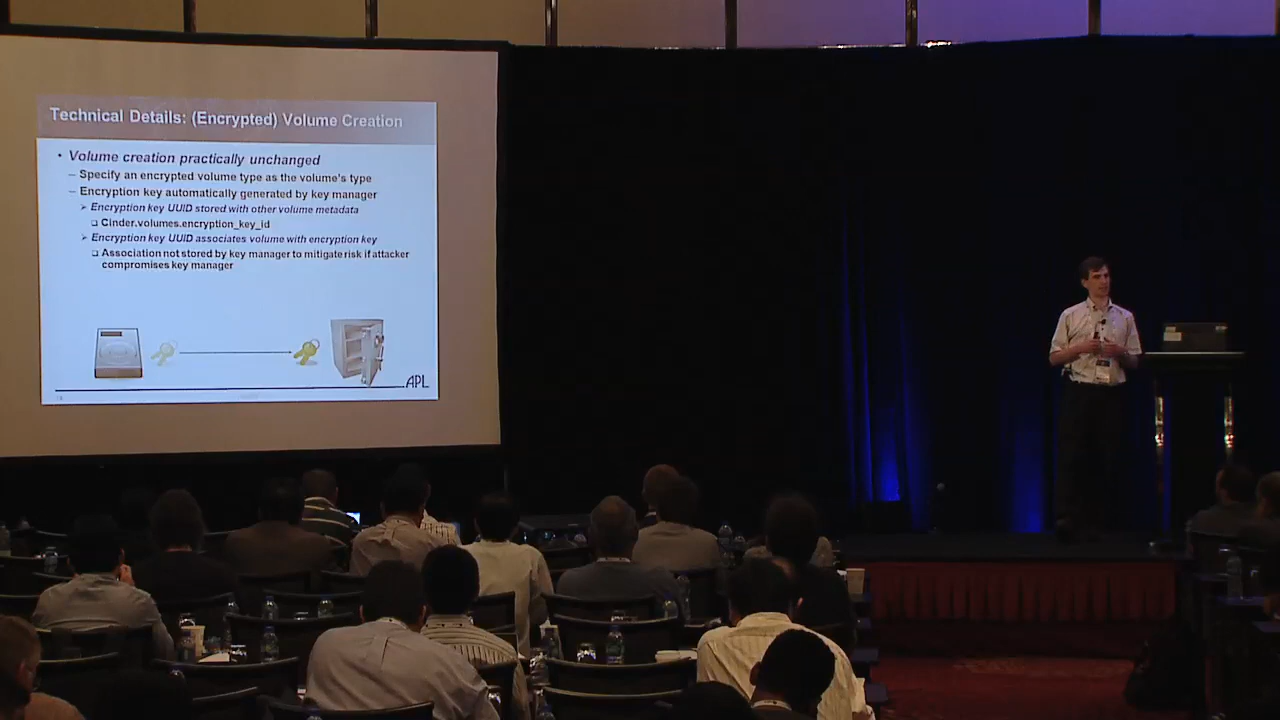 Technical Details: (Encrypted) Volume Creation
• Volume creation practically unchanged
– Specify an encrypted volume type as the volume's type
– Encryption key automatically generated by key manager
➢ Encryption key UUID stored with other volume metadata
❑ Cinder.volumes.encryption_key_id
➢ Encryption key UUID associates volume with encryption key
❑ Association not stored by key manager to mitigate risk if attacker
compromises key manager
APL